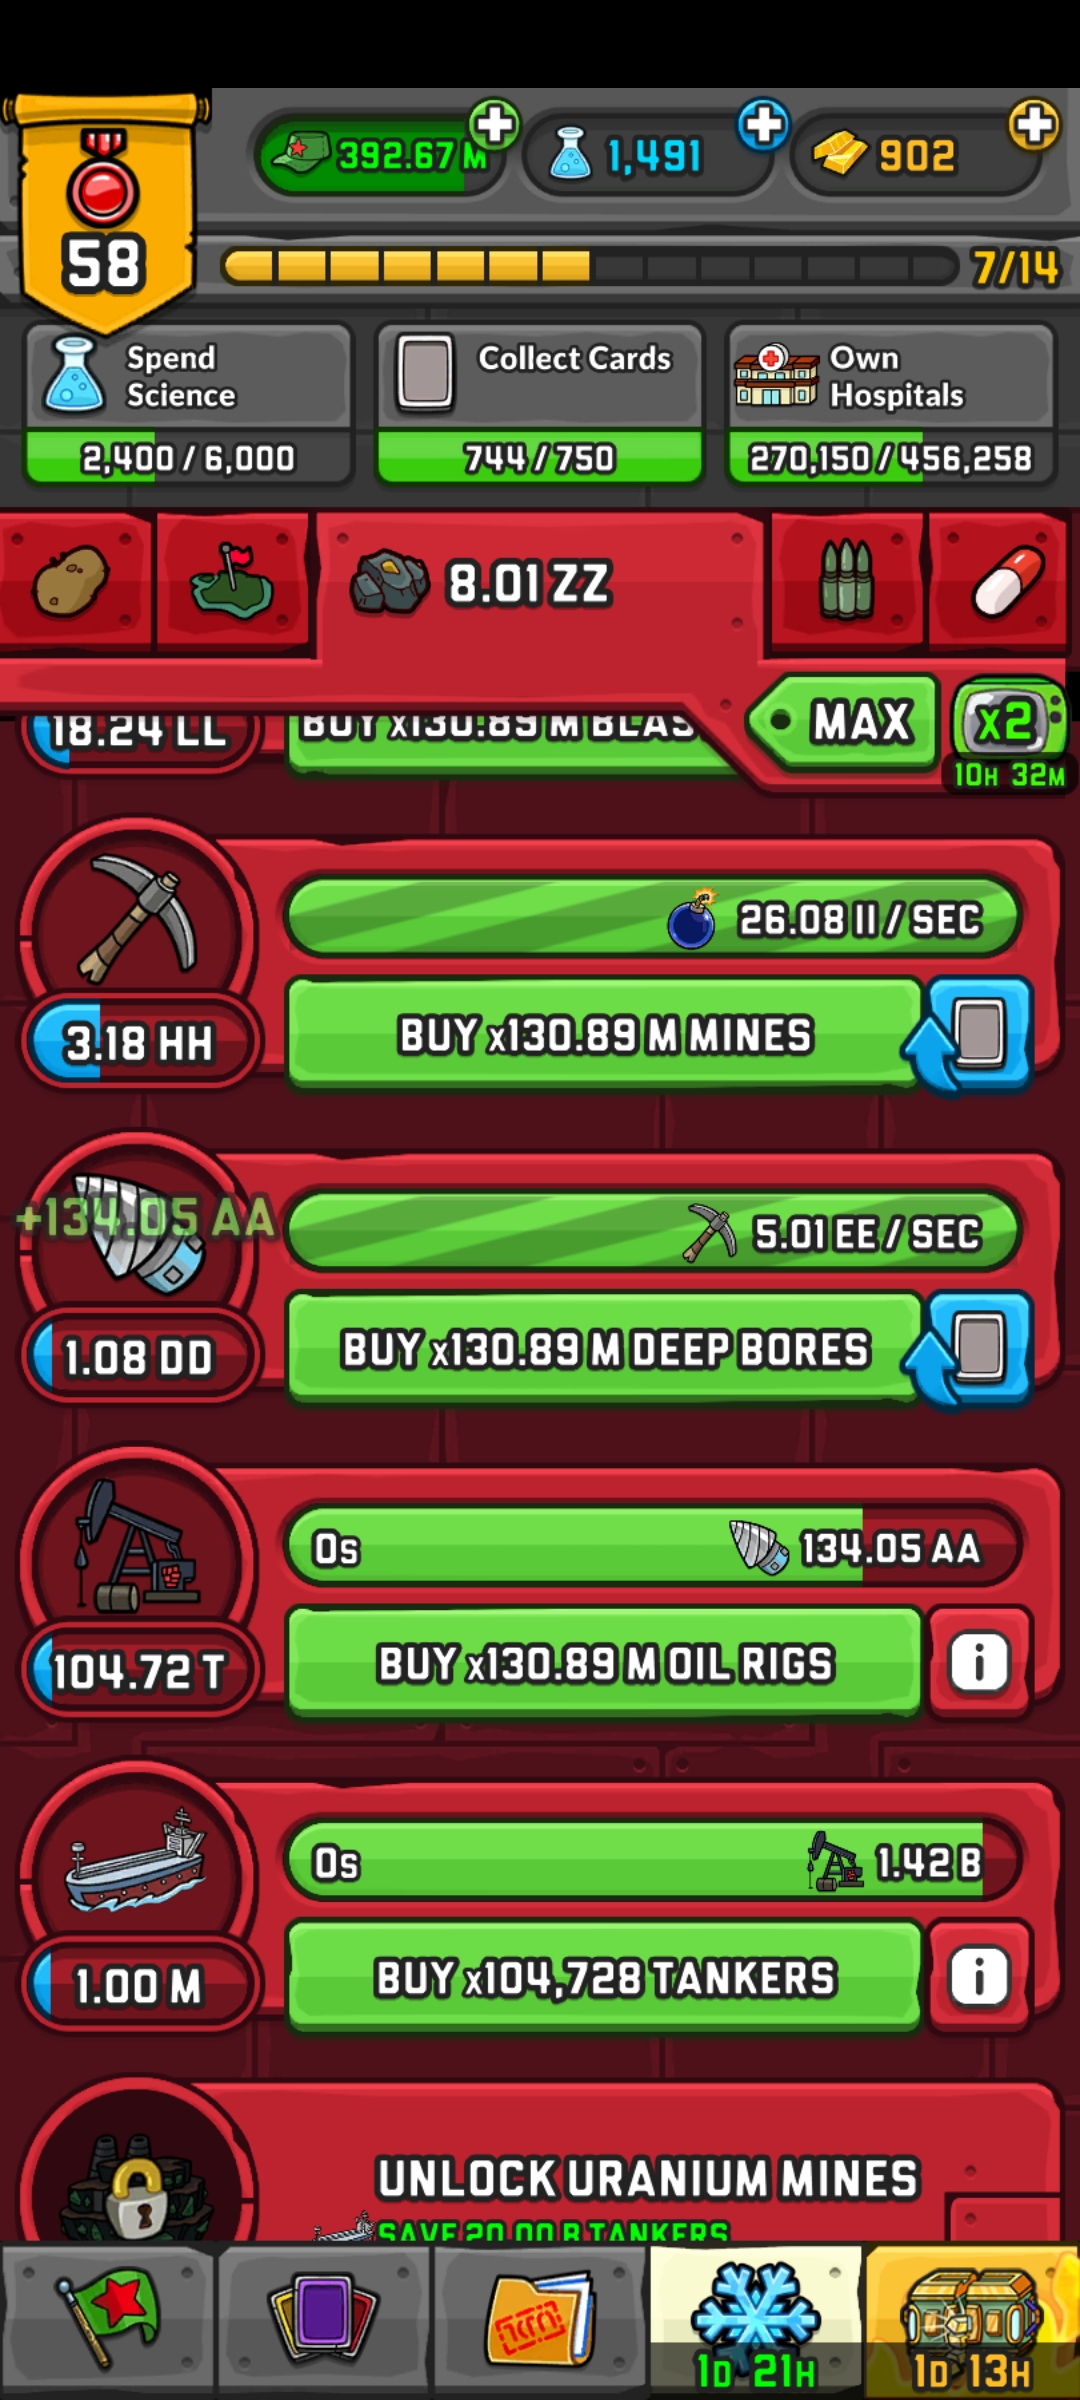 392.67 M
1,491
902
58
7/14
Spend
Science
2,400 / 6,000
Collect Cards
744 / 750
Own
Hospitals
270,150 / 456,258
8.01 ZZ
MAX
x2
10H 32M
18.24 LL
BUY x130.89 M BLAS
26.08 II / SEC
3.18 HH
BUY x130.89 M MINES
+134.05 AA
5.01 EE / SEC
1.08 DD
BUY x130.89 M DEEP BORES
0s
134.05 AA
104.72 T
BUY x130.89 M OIL RIGS
i
0s
1.42 B
1.00 M
BUY x104,728 TANKERS
i
UNLOCK URANIUM MINES
SAVE 20.00 B TANKERS
1D 21H
1D 13H